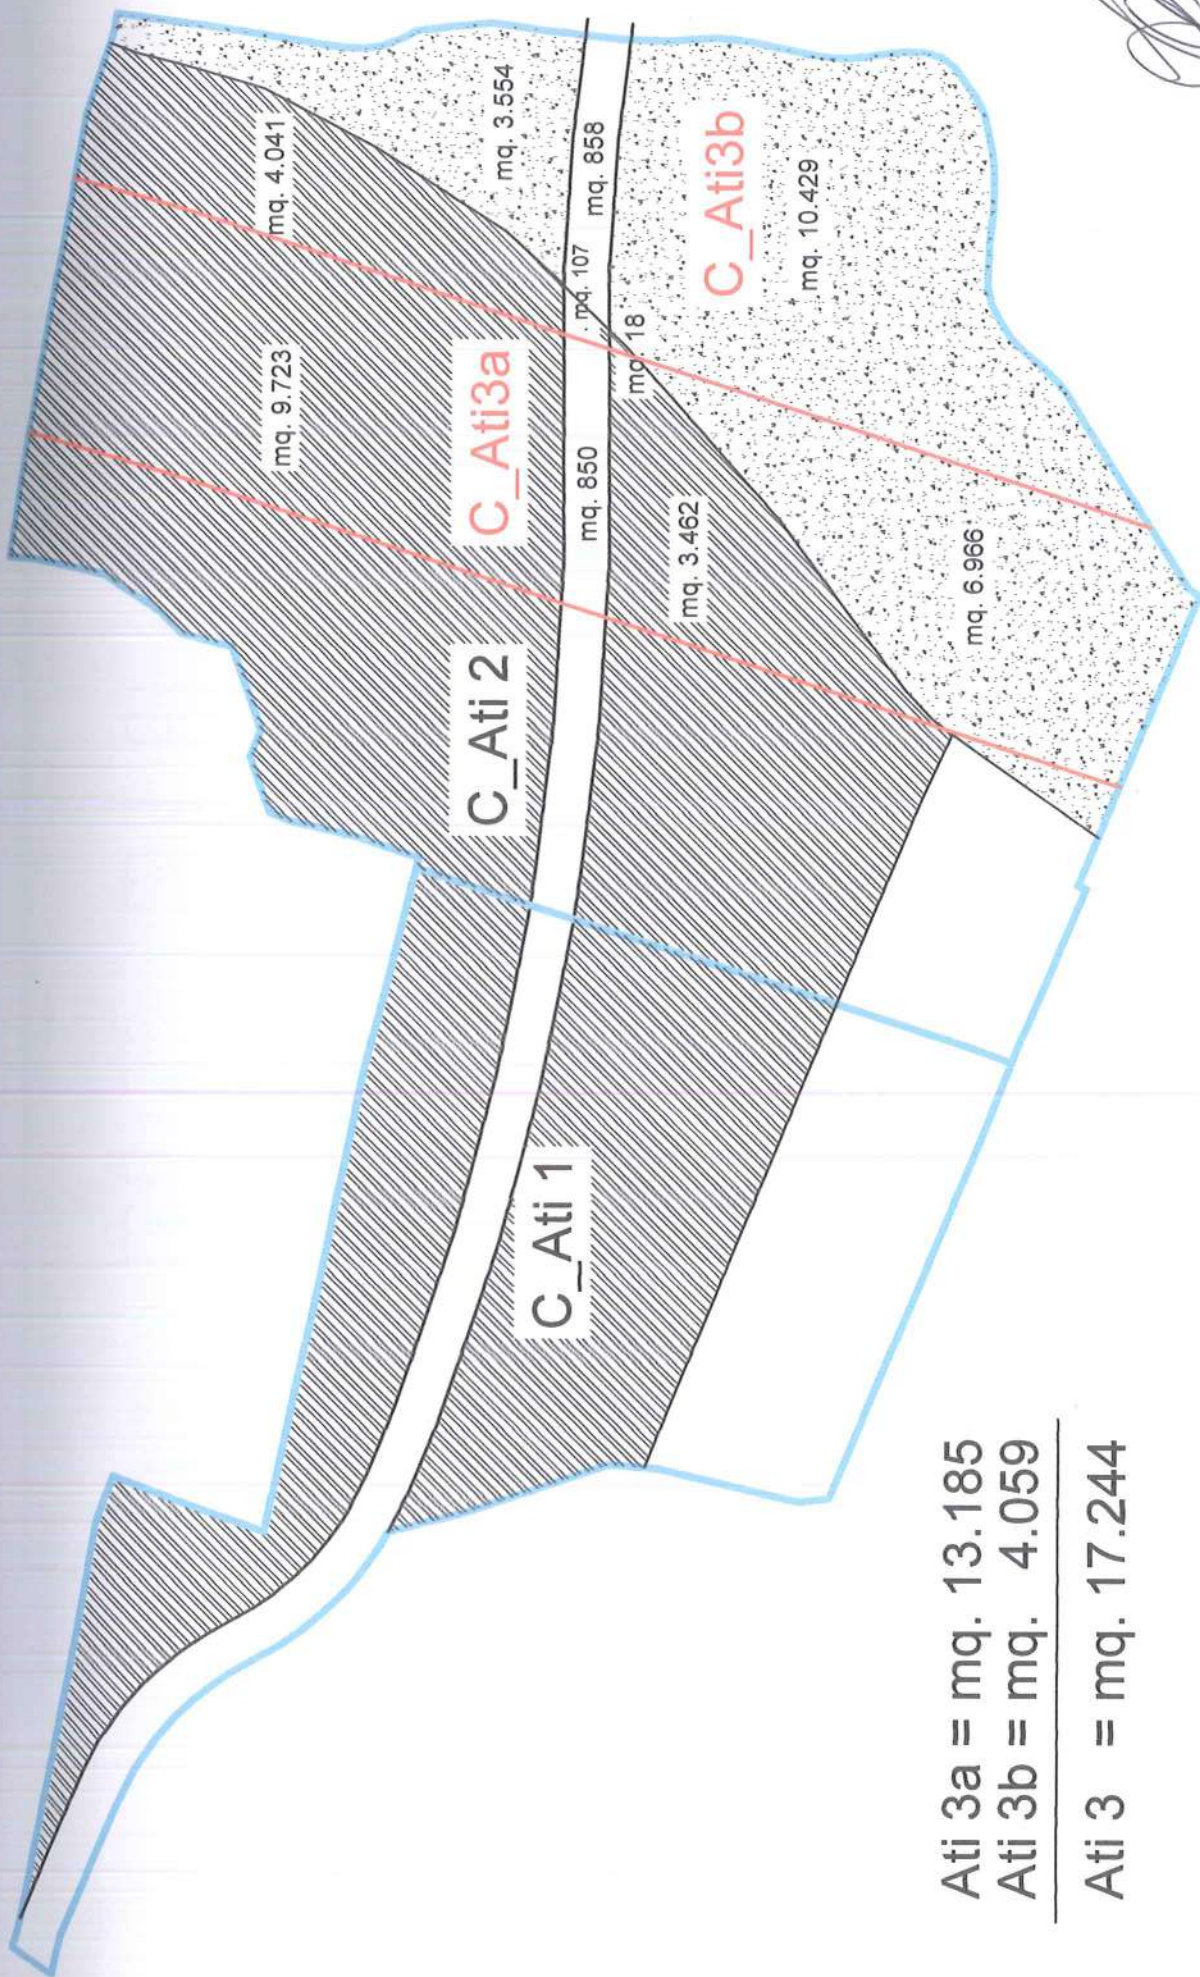 C_Ati 1
C_Ati 2
C_Ati3a
C_Ati3b
mq. 9.723
mq. 4.041
mq. 3.554
mq. 850
mq. 107
mq. 858
mq. 3.462
mq. 18
mq. 10.429
mq. 6.966
Ati 3a = mq. 13.185
Ati 3b = mq. 4.059
Ati 3 = mq. 17.244